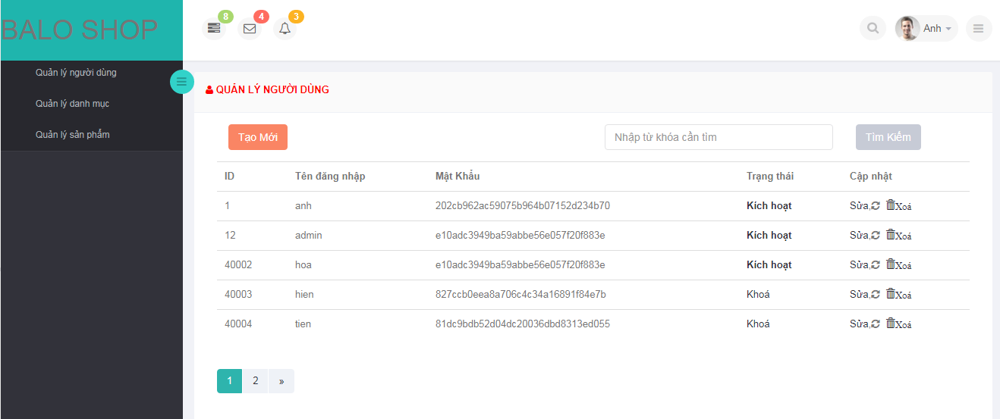 BALO SHOP
8 4 3
Anh
Quản lý người dùng
Quản lý danh mục
Quản lý sản phẩm
QUẢN LÝ NGƯỜI DÙNG
Tạo Mới Nhập từ khóa cần tìm Tìm Kiếm
ID Tên đăng nhập Mật Khẩu Trạng thái Cập nhật
1 anh 202cb962ac59075b964b07152d234b70 Kích hoạt Sửa, Xoá
12 admin e10adc3949ba59abbe56e057f20f883e Kích hoạt Sửa, Xoá
40002 hoa e10adc3949ba59abbe56e057f20f883e Kích hoạt Sửa, Xoá
40003 hien 827ccb0eea8a706c4c34a16891f84e7b Khoá Sửa, Xoá
40004 tien 81dc9bdb52d04dc20036dbd8313ed055 Khoá Sửa, Xoá
1 2 »